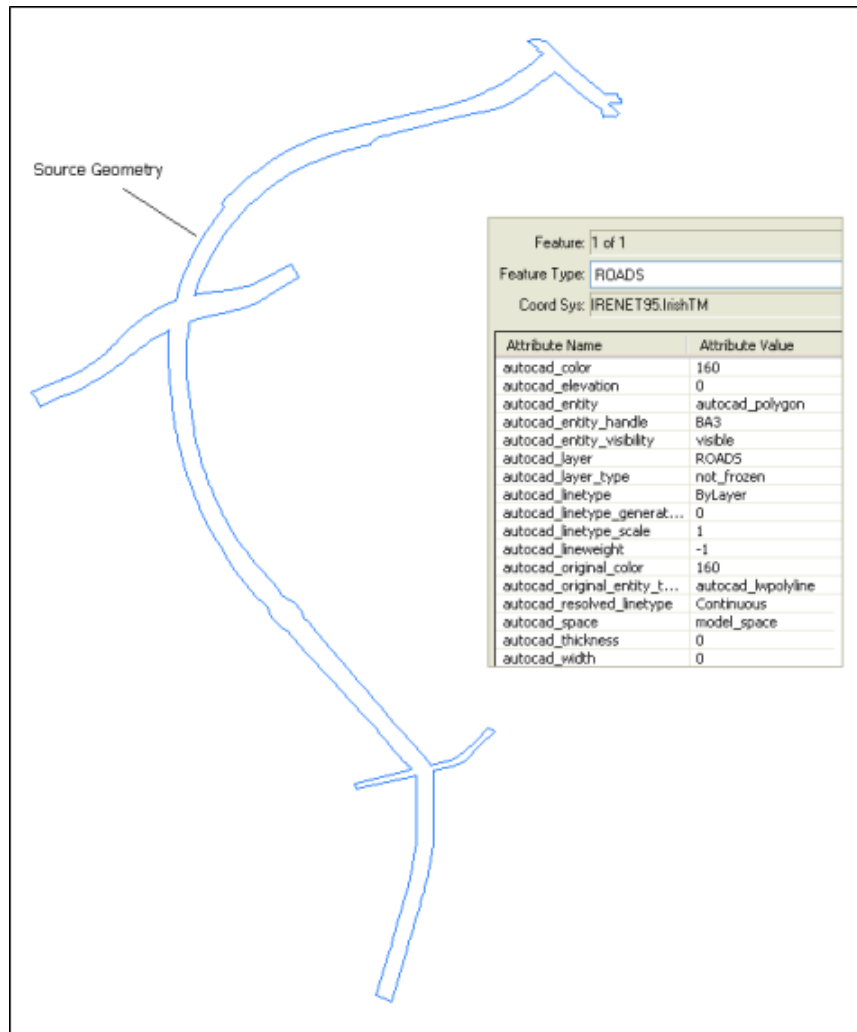 Source Geometry
Feature: 1 of 1
Feature Type: ROADS
Coord Sys: IRENET95.IrishTM
Attribute Name Attribute Value
autocad_color 160
autocad_elevation 0
autocad_entity autocad_polygon
autocad_entity_handle BA3
autocad_entity_visibility visible
autocad_layer ROADS
autocad_layer_type not_frozen
autocad_linetype ByLayer
autocad_linetype_generat... 0
autocad_linetype_scale 1
autocad_lineweight -1
autocad_original_color 160
autocad_original_entity_t... autocad_lwpolyline
autocad_resolved_linetype Continuous
autocad_space model_space
autocad_thickness 0
autocad_width 0